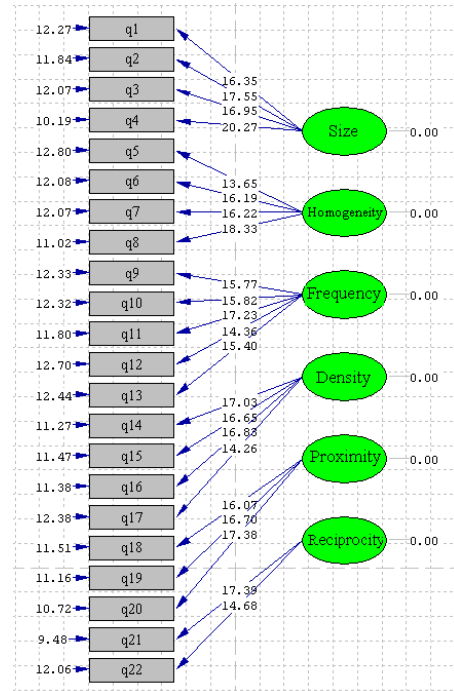 12.27 q1
11.84 q2
12.07 q3
10.19 q4
12.80 q5
12.08 q6
12.07 q7
11.02 q8
12.33 q9
12.32 q10
11.80 q11
12.70 q12
12.44 q13
11.27 q14
11.47 q15
11.38 q16
12.38 q17
11.51 q18
11.16 q19
10.72 q20
9.48 q21
12.06 q22
16.35
17.55
16.95
20.27
13.65
16.19
16.22
18.33
15.77
15.82
17.23
14.36
15.40
17.03
16.65
16.83
14.26
16.07
16.70
17.38
17.39
14.68
Size 0.00
Homogeneity 0.00
Frequency 0.00
Density 0.00
Proximity 0.00
Reciprocity 0.00